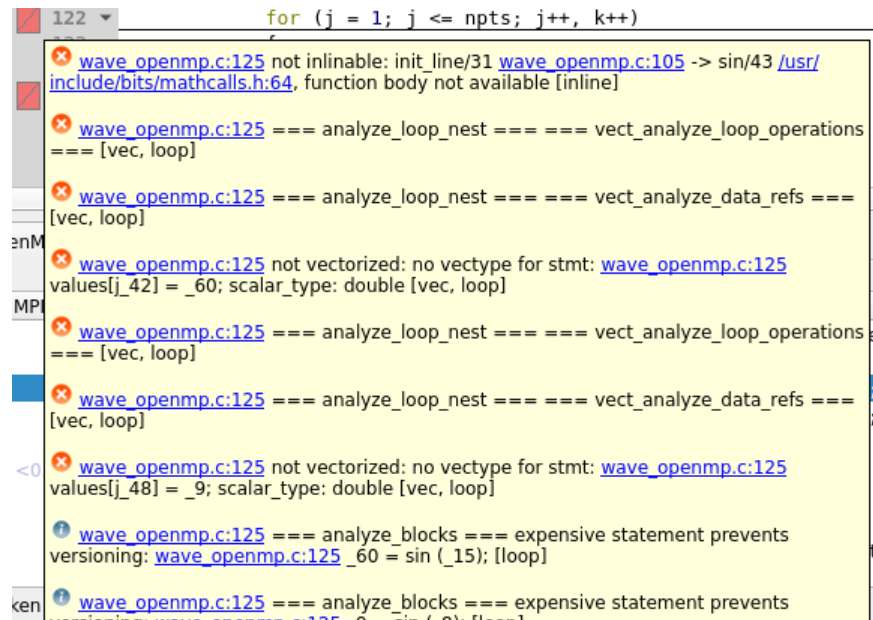 122 for (j = 1; j <= npts; j++, k++)
wave_openmp.c:125 not inlinable: init_line/31 wave_openmp.c:105 -> sin/43 /usr/
include/bits/mathcalls.h:64, function body not available [inline]
wave_openmp.c:125 === analyze_loop_nest === === vect_analyze_loop_operations
=== [vec, loop]
wave_openmp.c:125 === analyze_loop_nest === === vect_analyze_data_refs ===
[vec, loop]
enM
wave_openmp.c:125 not vectorized: no vectype for stmt: wave_openmp.c:125
values[j_42] = _60; scalar_type: double [vec, loop]
MPI
wave_openmp.c:125 === analyze_loop_nest === === vect_analyze_loop_operations
=== [vec, loop]
wave_openmp.c:125 === analyze_loop_nest === === vect_analyze_data_refs ===
[vec, loop]
<0
wave_openmp.c:125 not vectorized: no vectype for stmt: wave_openmp.c:125
values[j_48] = _9; scalar_type: double [vec, loop]
wave_openmp.c:125 === analyze_blocks === expensive statement prevents
versioning: wave_openmp.c:125 _60 = sin (_15); [loop]
ken
wave_openmp.c:125 === analyze_blocks === expensive statement prevents